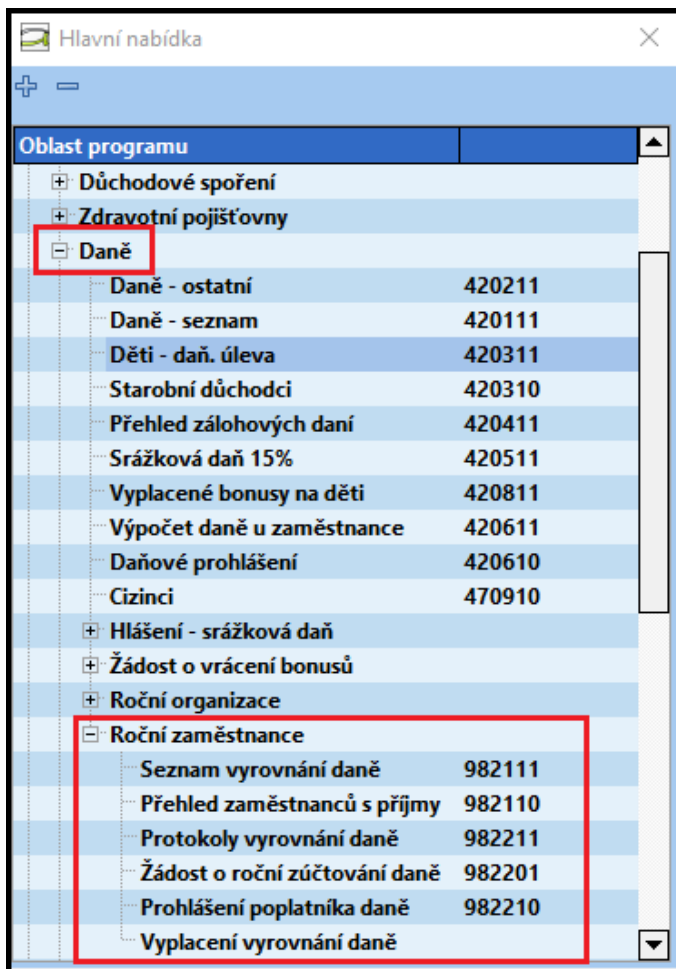 Hlavní nabídka
Oblast programu
Důchodové spoření
Zdravotní pojišťovny
Daně
Daně - ostatní 420211
Daně - seznam 420111
Děti - daň. úleva 420311
Starobní důchodci 420310
Přehled zálohových daní 420411
Srážková daň 15% 420511
Vyplacené bonusy na děti 420811
Výpočet daně u zaměstnance 420611
Daňové prohlášení 420610
Cizinci 470910
Hlášení - srážková daň
Žádost o vrácení bonusů
Roční organizace
Roční zaměstnance
Seznam vyrovnání daně 982111
Přehled zaměstnanců s příjmy 982110
Protokoly vyrovnání daně 982211
Žádost o roční zúčtování daně 982201
Prohlášení poplatníka daně 982210
Vyplacení vyrovnání daně